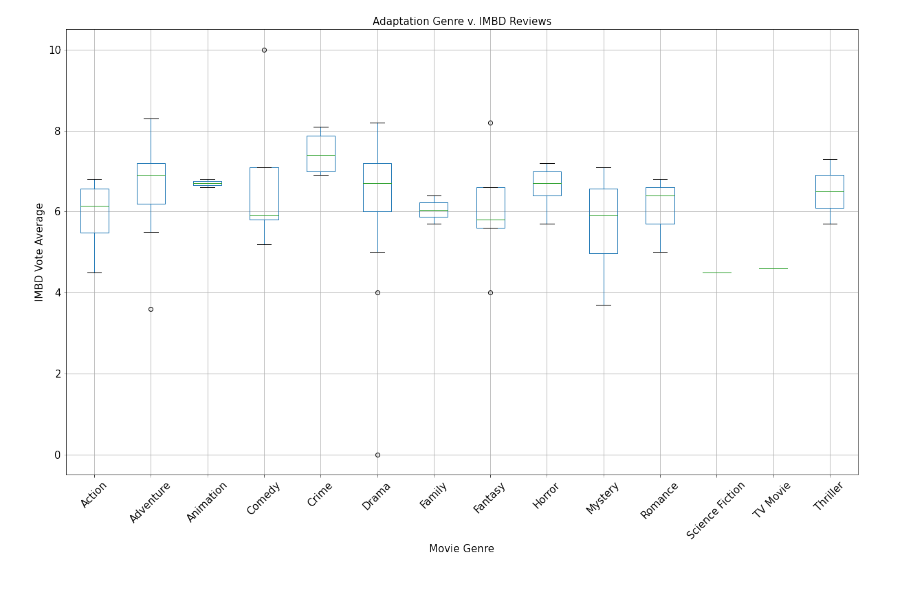 Adaptation Genre v. IMBD Reviews
10
8
6
4
2
0
IMBD Vote Average
Action
Adventure
Animation
Comedy
Crime
Drama
Family
Fantasy
Horror
Mystery
Romance
Science Fiction
TV Movie
Thriller
Movie Genre